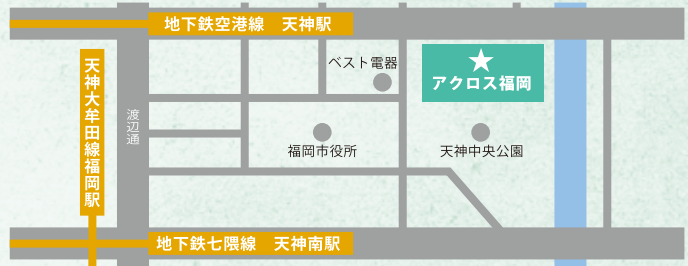 地下鉄空港線　天神駅
天神大牟田線福岡駅
渡辺通
ベスト電器
アクロス福岡
福岡市役所
天神中央公園
地下鉄七隈線　天神南駅